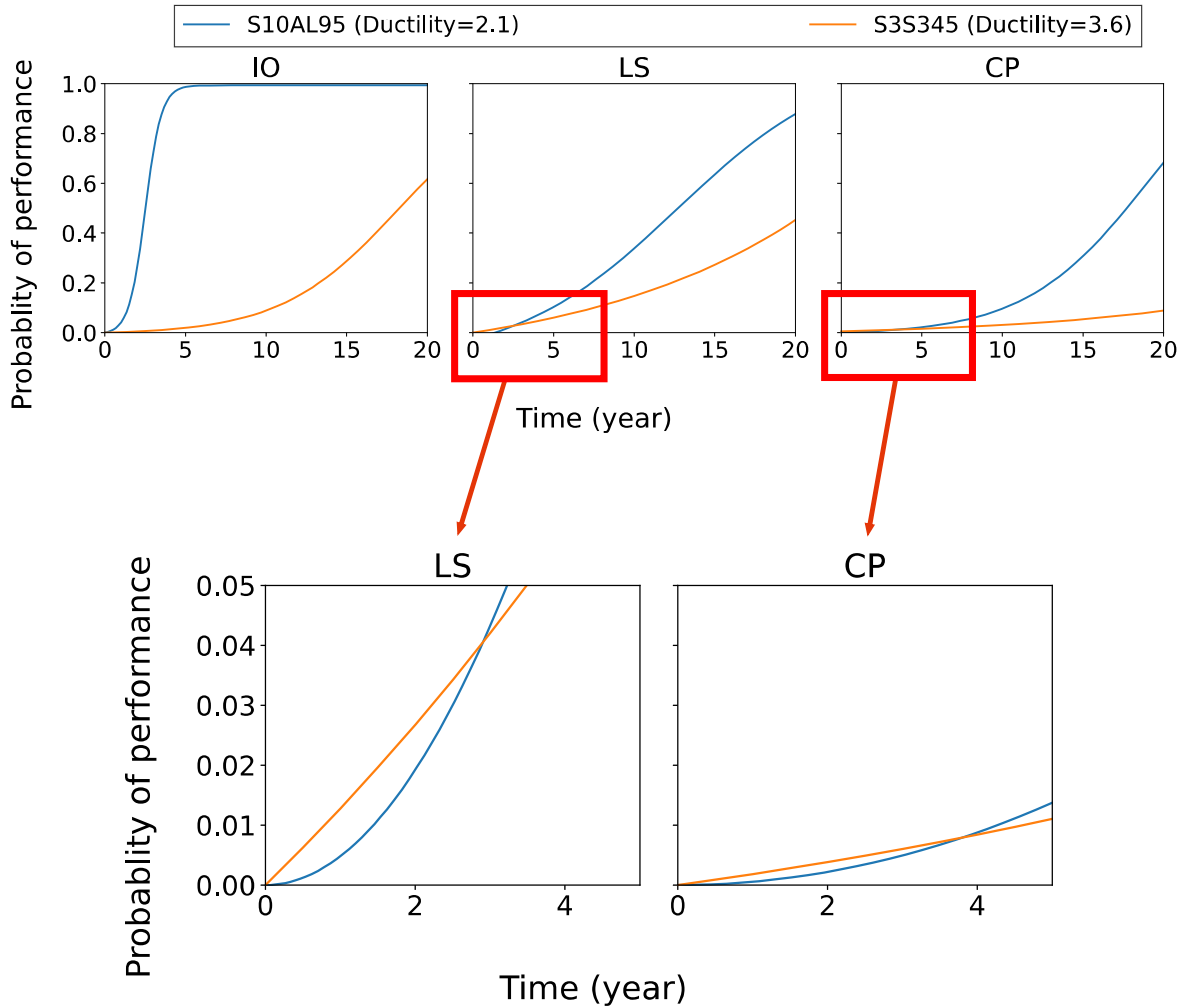 S10AL95 (Ductility=2.1) S3S345 (Ductility=3.6)
IO LS CP
Probablity of performance
1.0
0.8
0.6
0.4
0.2
0.0
0 5 10 15 20 0 5 10 15 20 0 5 10 15 20
Time (year)
LS CP
Probablity of performance
0.05
0.04
0.03
0.02
0.01
0.00
0 2 4 0 2 4
Time (year)